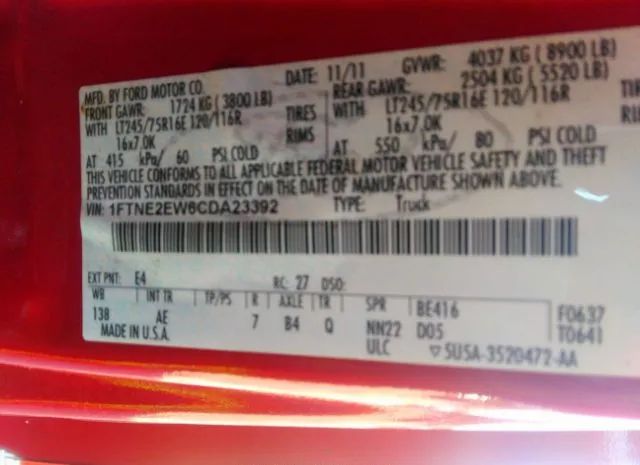 MFD. BY FORD MOTOR CO. DATE: 11/11 GVWR: 4037 KG ( 8900 LB)
FRONT GAWR: 1724 KG ( 3800 LB) REAR GAWR: 2504 KG ( 5520 LB)
WITH LT245/75R16E 120/116R TIRES WITH LT245/75R16E 120/116R TIR
16x7.0K RIMS 16x7.0K RI
AT 415 kPa/ 60 PSI COLD AT 550 kPa/ 80 PSI COLD
THIS VEHICLE CONFORMS TO ALL APPLICABLE FEDERAL MOTOR VEHICLE SAFETY AND THEFT
PREVENTION STANDARDS IN EFFECT ON THE DATE OF MANUFACTURE SHOWN ABOVE.
VIN: 1FTNE2EW6CDA23392 TYPE: Truck
EXT PNT: E4 RC: 27 DSO:
WB INT TR TP/PS R AXLE TR SPR BE416 F0637
138 AE 7 B4 Q NN22 D05 T0641
MADE IN U.S.A. ULC ▽5USA-3520472-AA